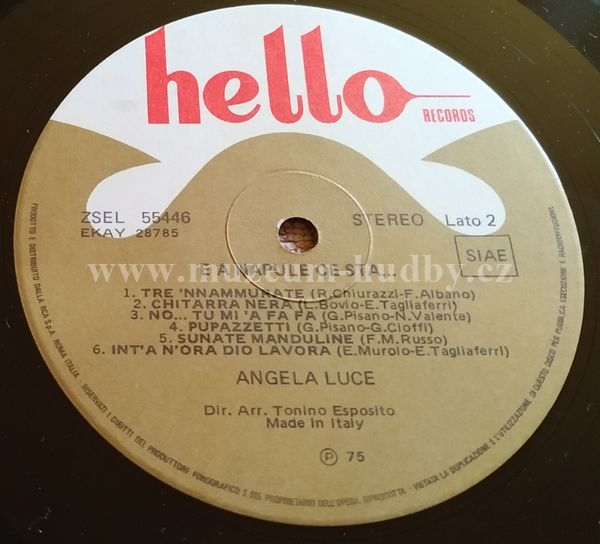 hello
RECORDS
ZSEL 55446
EKAY 28785
STEREO Lato 2
SIAE
E A NAPULE CE STA...
www.museum-hudby.cz
1. TRE 'NNAMMURATE (R.Chiurazzi-F.Albano)
2. CHITARRA NERA (L.Bovio-E.Tagliaferri)
3. NO... TU MI 'A FA FA (G.Pisano-N.Valente)
4. PUPAZZETTI (G.Pisano-G.Cioffi)
5. SUNATE MANDULINE (F.M.Russo)
6. INT'A N'ORA DIO LAVORA (E.Murolo-E.Tagliaferri)
ANGELA LUCE
Dir. Arr. Tonino Esposito
Made in Italy
Ⓟ 75
PRODOTTO E DISTRIBUITO DALLA RCA S.p.A. ROMA ITALIA - RISERVATI I DIRITTI DEL PRODUTTORE FONOGRAFICO E DEL PROPRIETARIO DELL'OPERA RIPRODOTTA - VIETATA LA DUPLICAZIONE E L'UTILIZZAZIONE DI QUESTO DISCO PER PUBBLICA ESECUZIONE E RADIODIFFUSIONE